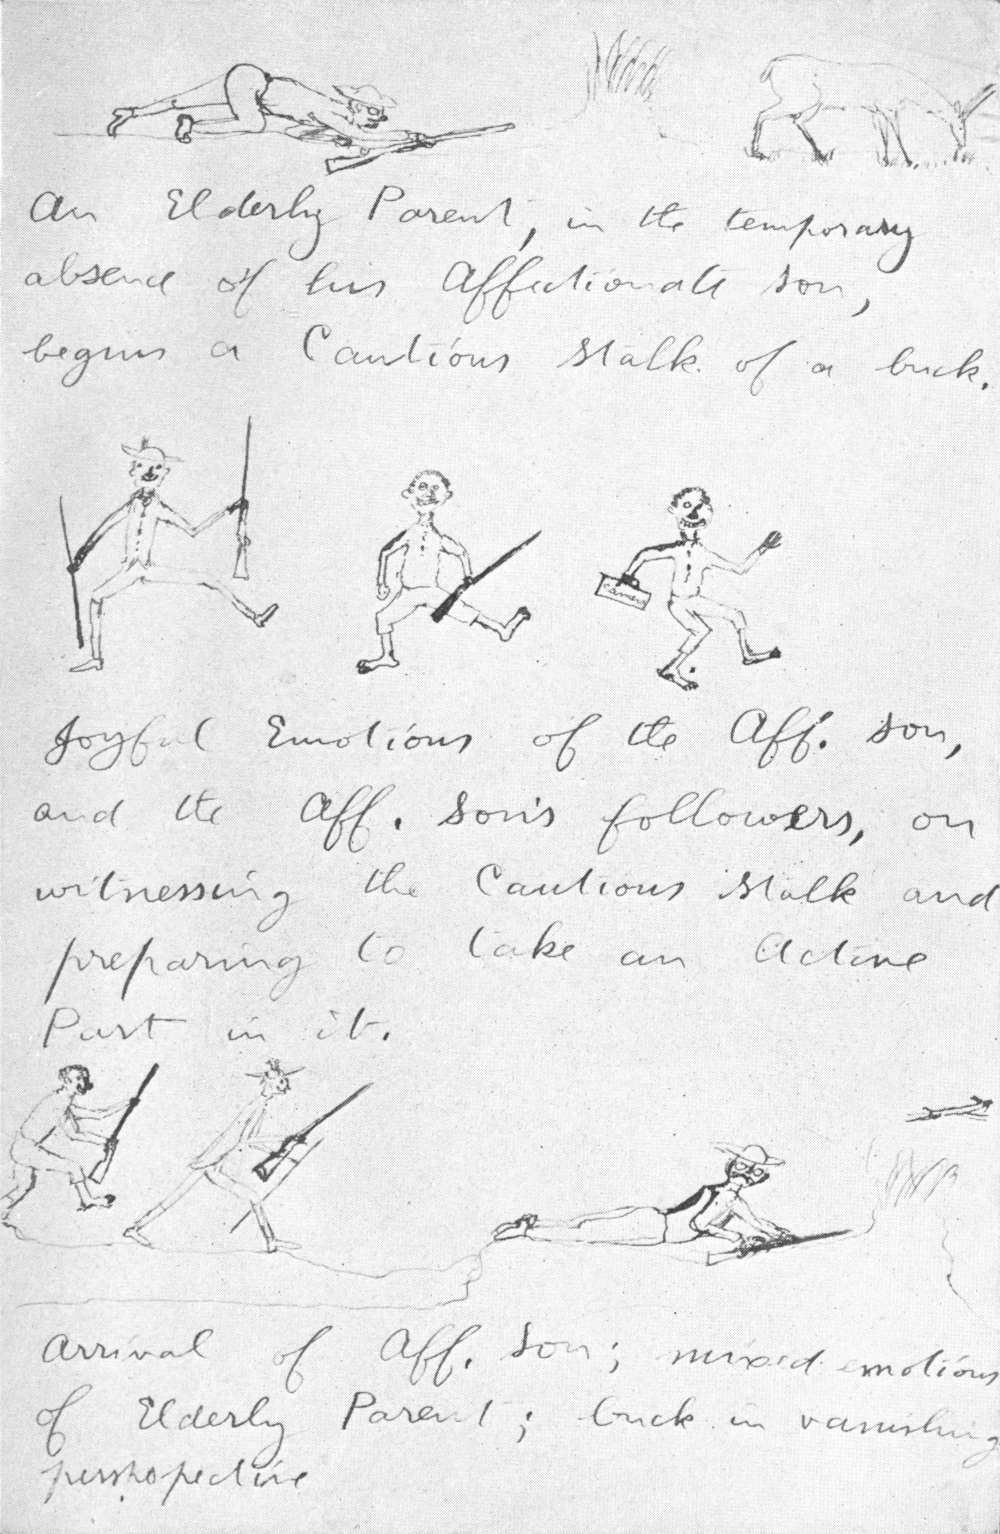 An Elderly Parent, in the temporary
absence of his Affectionate son,
begins a Cautious Stalk of a buck.
Camera
Joyful Emotions of the Aff. son,
and the Aff. son's followers, on
witnessing the Cautious Stalk and
preparing to take an Active
Part in it.
Arrival of Aff. son; mixed emotions
of Elderly Parent; buck in vanishing